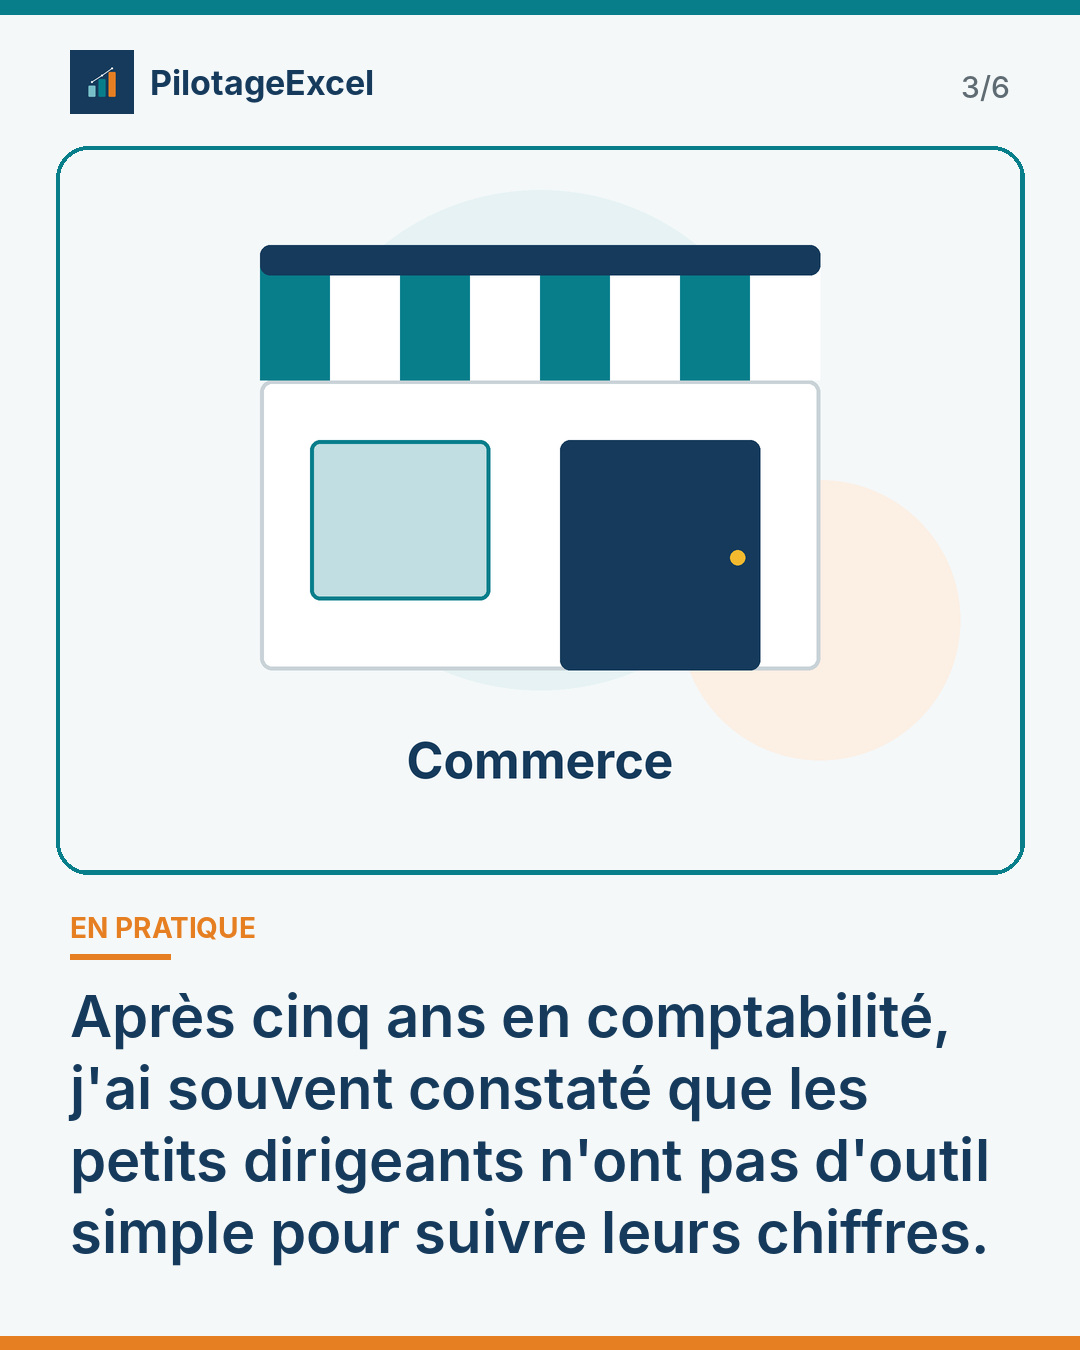 PilotageExcel
3/6
Commerce
EN PRATIQUE
Après cinq ans en comptabilité,
j'ai souvent constaté que les
petits dirigeants n'ont pas d'outil
simple pour suivre leurs chiffres.